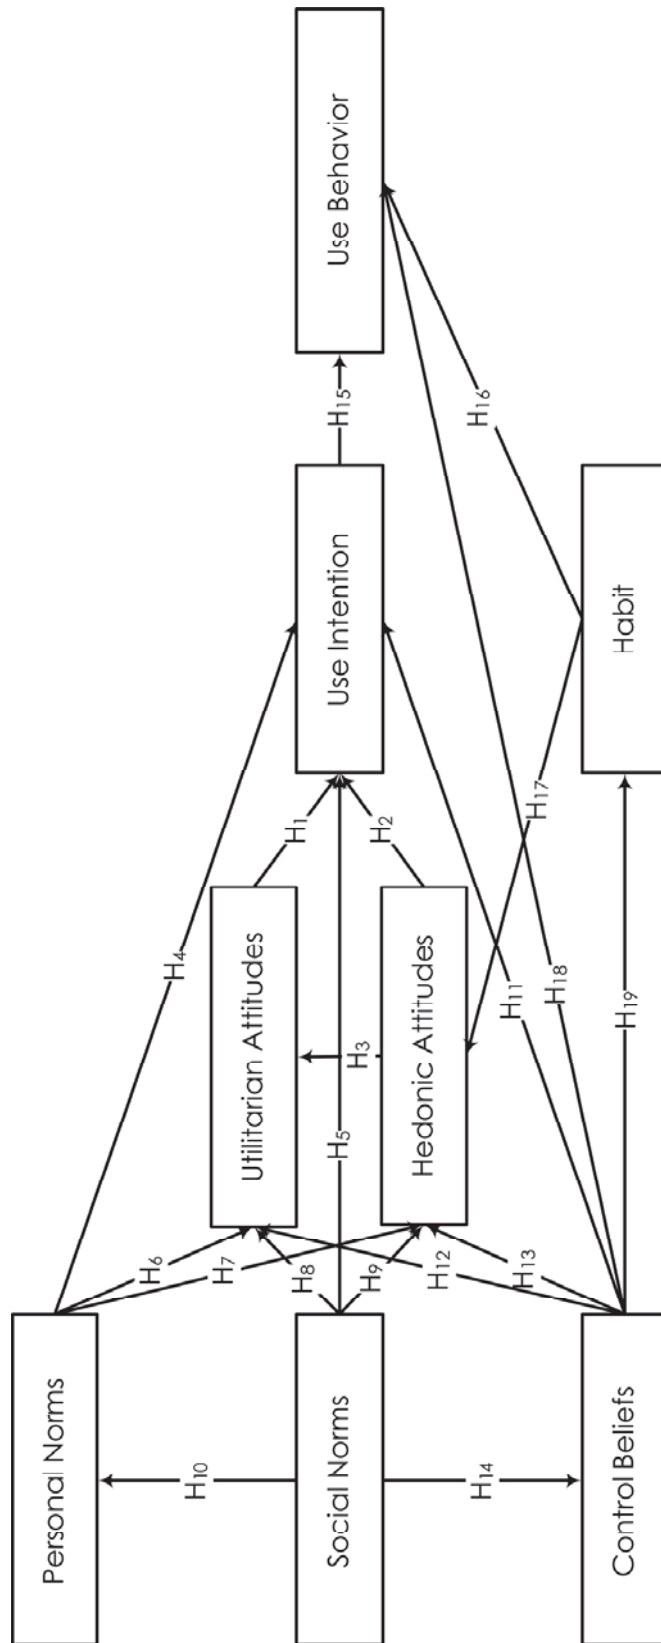 Personal Norms
Social Norms
Control Beliefs
Utilitarian Attitudes
Hedonic Attitudes
Use Intention
Habit
Use Behavior
H10
H14
H6
H7
H8
H9
H12
H13
H4
H5
H3
H11
H18
H19
H1
H2
H17
H15
H16